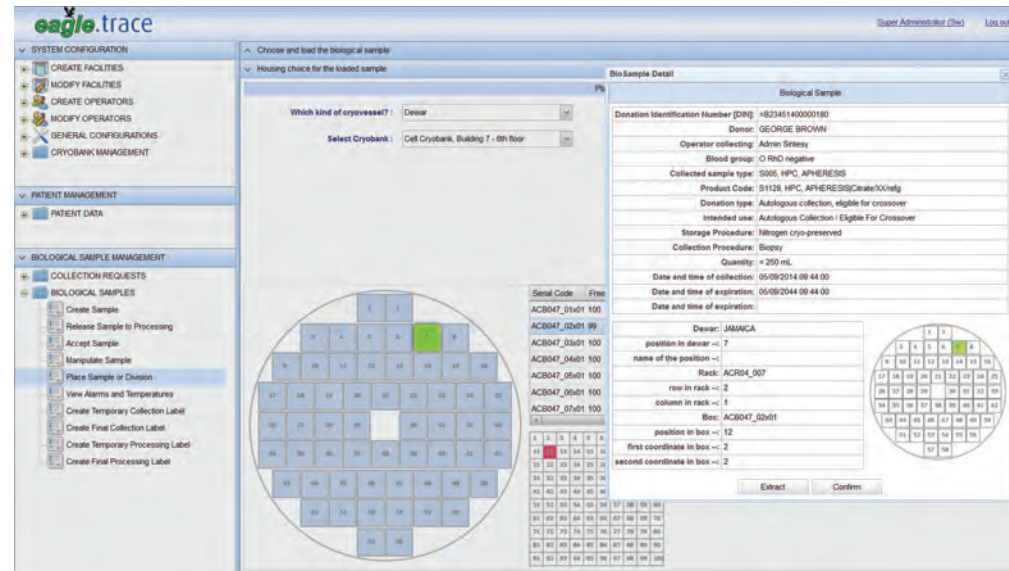 eagle.trace
Super Administrator (Sw) Log out
SYSTEM CONFIGURATION
CREATE FACILITIES
MODIFY FACILITIES
CREATE OPERATORS
MODIFY OPERATORS
GENERAL CONFIGURATIONS
CRYOBANK MANAGEMENT
PATIENT MANAGEMENT
PATIENT DATA
BIOLOGICAL SAMPLE MANAGEMENT
COLLECTION REQUESTS
BIOLOGICAL SAMPLES
Create Sample
Release Sample to Processing
Accept Sample
Manipulate Sample
Place Sample or Division
View Alarms and Temperatures
Create Temporary Collection Label
Create Final Collection Label
Create Temporary Processing Label
Create Final Processing Label
Choose and load the biological sample
Housing choice for the loaded sample
Which kind of cryovessel? : Dewar
Select Cryobank : Cell Cryobank, Building 7 - 6th floor
Serial Code Free
ACB047_01x01 100
ACB047_02x01 99
ACB047_03x01 100
ACB047_04x01 100
ACB047_05x01 100
ACB047_06x01 100
ACB047_07x01 100
BioSample Detail
Biological Sample
Donation Identification Number [DIN]: =B23451400000180
Donor: GEORGE BROWN
Operator collecting: Admin Sintesy
Blood group: O RhD negative
Collected sample type: S005, HPC, APHERESIS
Product Code: S1129, HPC, APHERESIS|Citrate/XX/refg
Donation type: Autologous collection, eligible for crossover
Intended use: Autologous Collection / Eligible For Crossover
Storage Procedure: Nitrogen cryo-preserved
Collection Procedure: Biopsy
Quantity: = 250 mL
Date and time of collection: 05/09/2014 09:44:00
Date and time of expiration: 05/09/2044 09:44:00
Date and time of expiration:
Dewar: JAMAICA
position in dewar --: 7
name of the position --:
Rack: ACR04_007
row in rack --: 2
column in rack --: 1
Box: ACB047_02x01
position in box --: 12
first coordinate in box --: 2
second coordinate in box --: 2
Extract Confirm